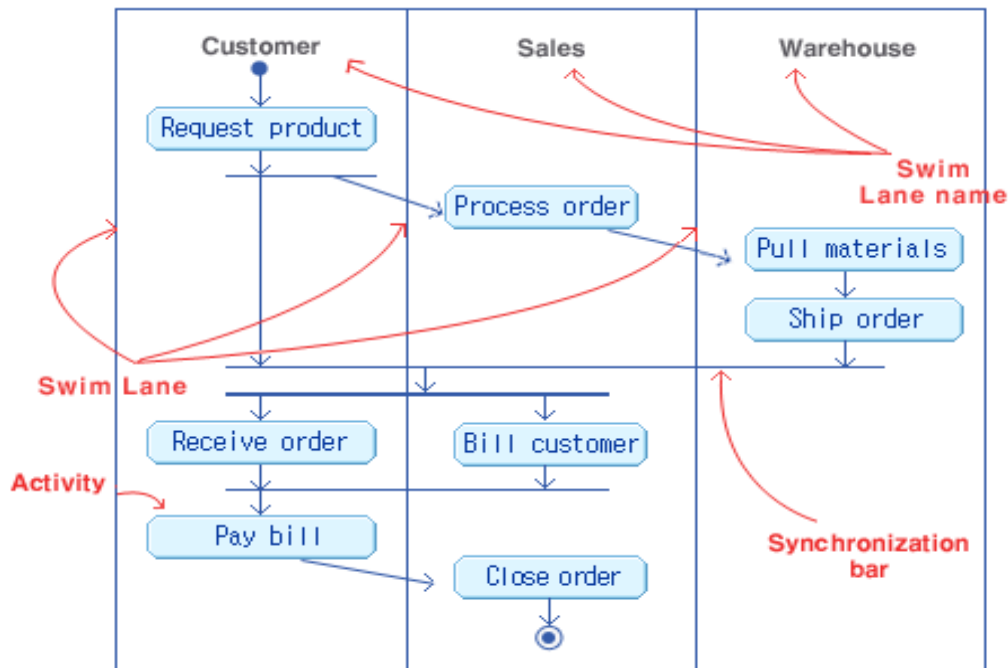 Customer
Sales
Warehouse
Request product
Swim
Lane name
Process order
Pull materials
Ship order
Swim Lane
Receive order
Bill customer
Activity
Pay bill
Synchronization
bar
Close order